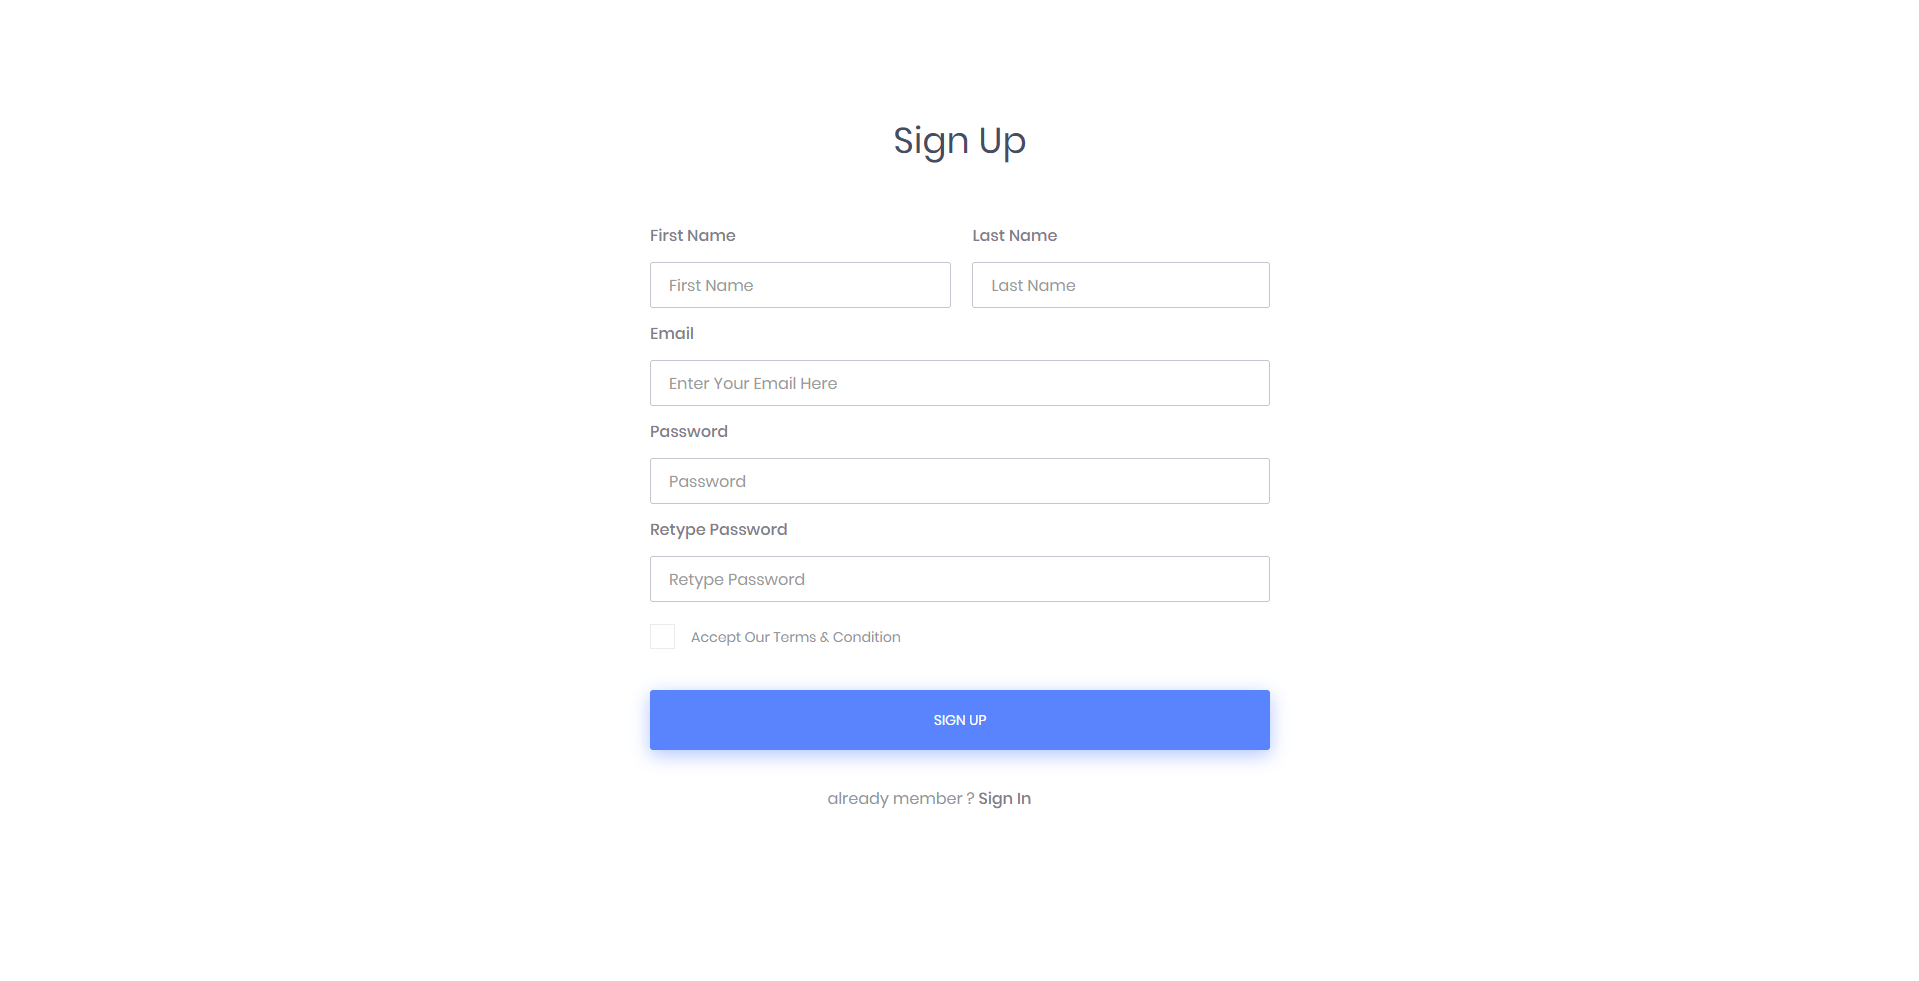 Sign Up
First Name Last Name
First Name Last Name
Email
Enter Your Email Here
Password
Password
Retype Password
Retype Password
Accept Our Terms & Condition
SIGN UP
already member ? Sign In